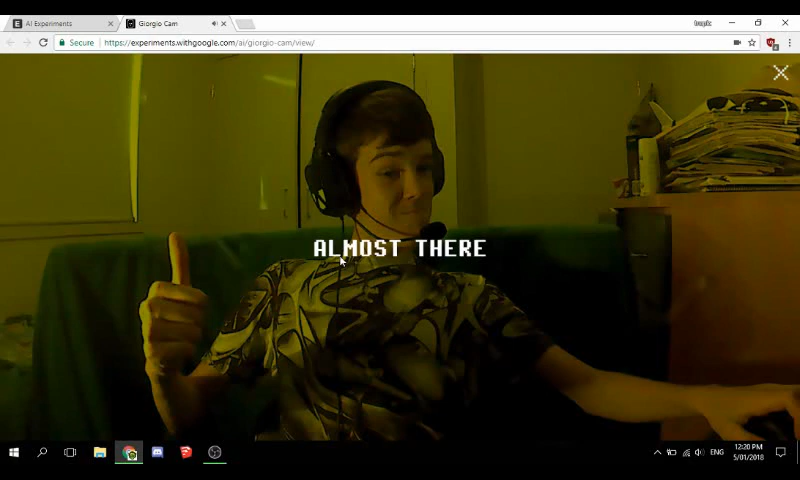 AI Experiments
Giorgio Cam
tropic
Secure
https://experiments.withgoogle.com/ai/giorgio-cam/view/
ALMOST THERE
ENG
12:20 PM
5/01/2018